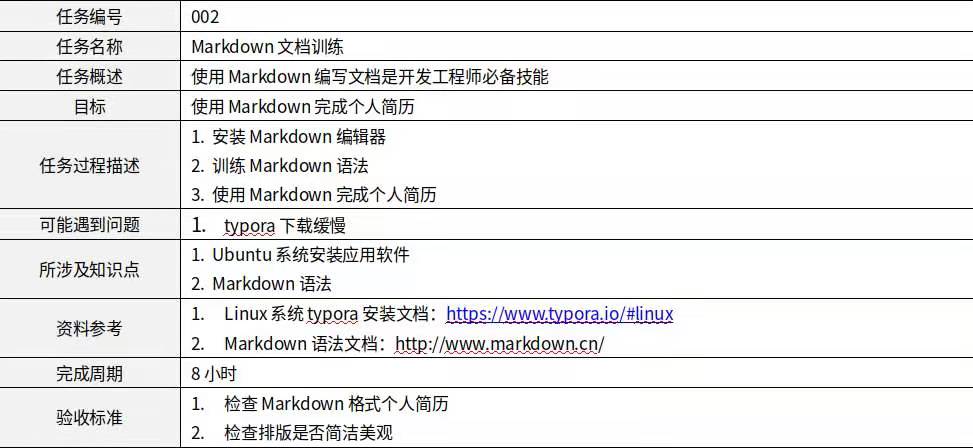 任务编号 002
任务名称 Markdown 文档训练
任务概述 使用 Markdown 编写文档是开发工程师必备技能
目标 使用 Markdown 完成个人简历
任务过程描述
1. 安装 Markdown 编辑器
2. 训练 Markdown 语法
3. 使用 Markdown 完成个人简历
可能遇到问题 1. typora 下载缓慢
所涉及知识点
1. Ubuntu 系统安装应用软件
2. Markdown 语法
资料参考
1. Linux 系统 typora 安装文档：https://www.typora.io/#linux
2. Markdown 语法文档：http://www.markdown.cn/
完成周期 8 小时
验收标准
1. 检查 Markdown 格式个人简历
2. 检查排版是否简洁美观